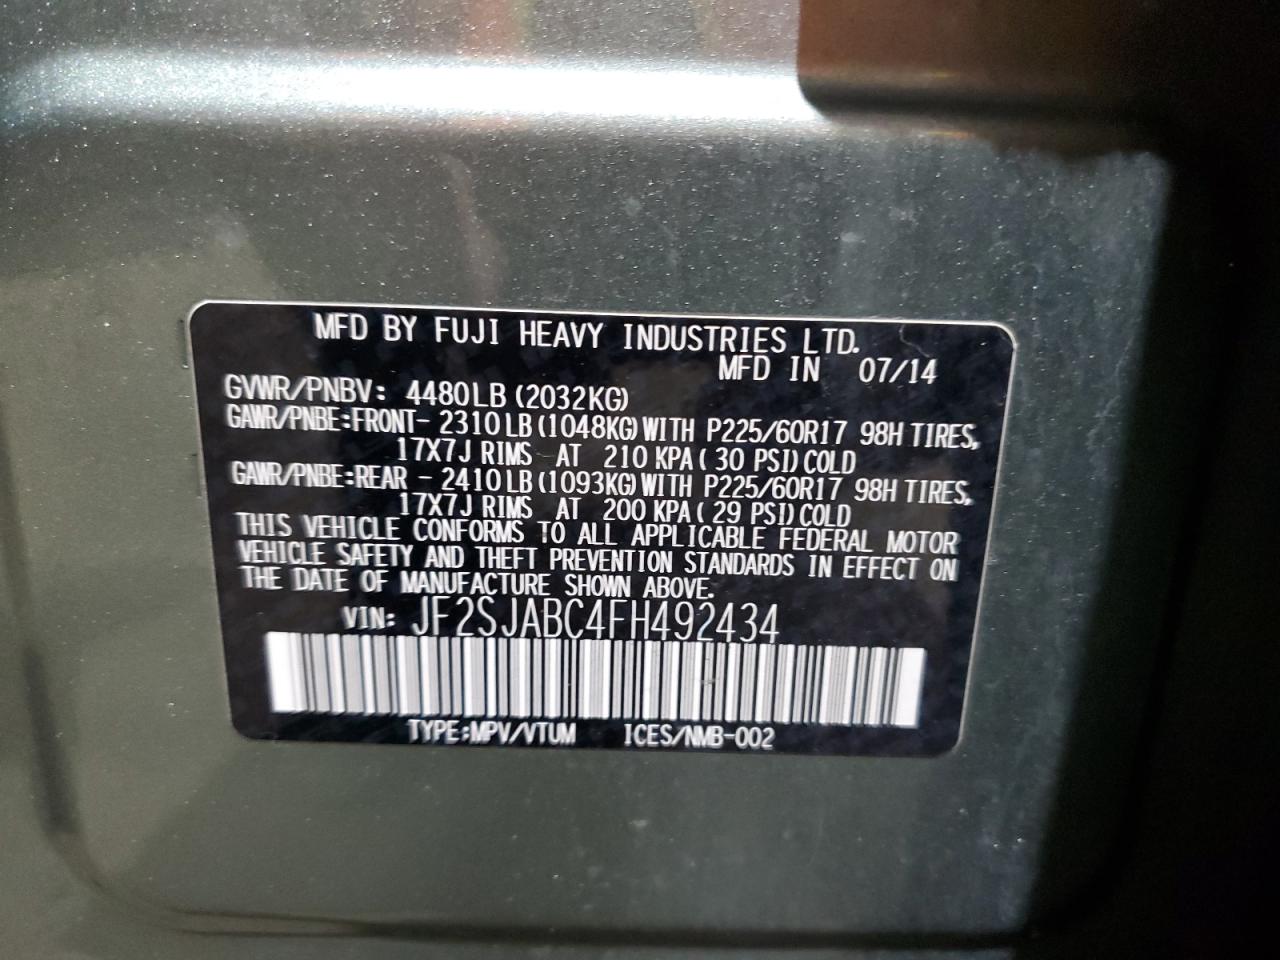 MFD BY FUJI HEAVY INDUSTRIES LTD.
MFD IN 07/14
GVWR/PNBV: 4480LB (2032KG)
GAWR/PNBE:FRONT- 2310LB (1048KG) WITH P225/60R17 98H TIRES,
17X7J RIMS AT 210 KPA ( 30 PSI) COLD
GAWR/PNBE:REAR - 2410LB (1093KG) WITH P225/60R17 98H TIRES,
17X7J RIMS AT 200 KPA ( 29 PSI) COLD
THIS VEHICLE CONFORMS TO ALL APPLICABLE FEDERAL MOTOR
VEHICLE SAFETY AND THEFT PREVENTION STANDARDS IN EFFECT ON
THE DATE OF MANUFACTURE SHOWN ABOVE.
VIN: JF2SJABC4FH492434
TYPE:MPV/VTUM ICES/NMB-002